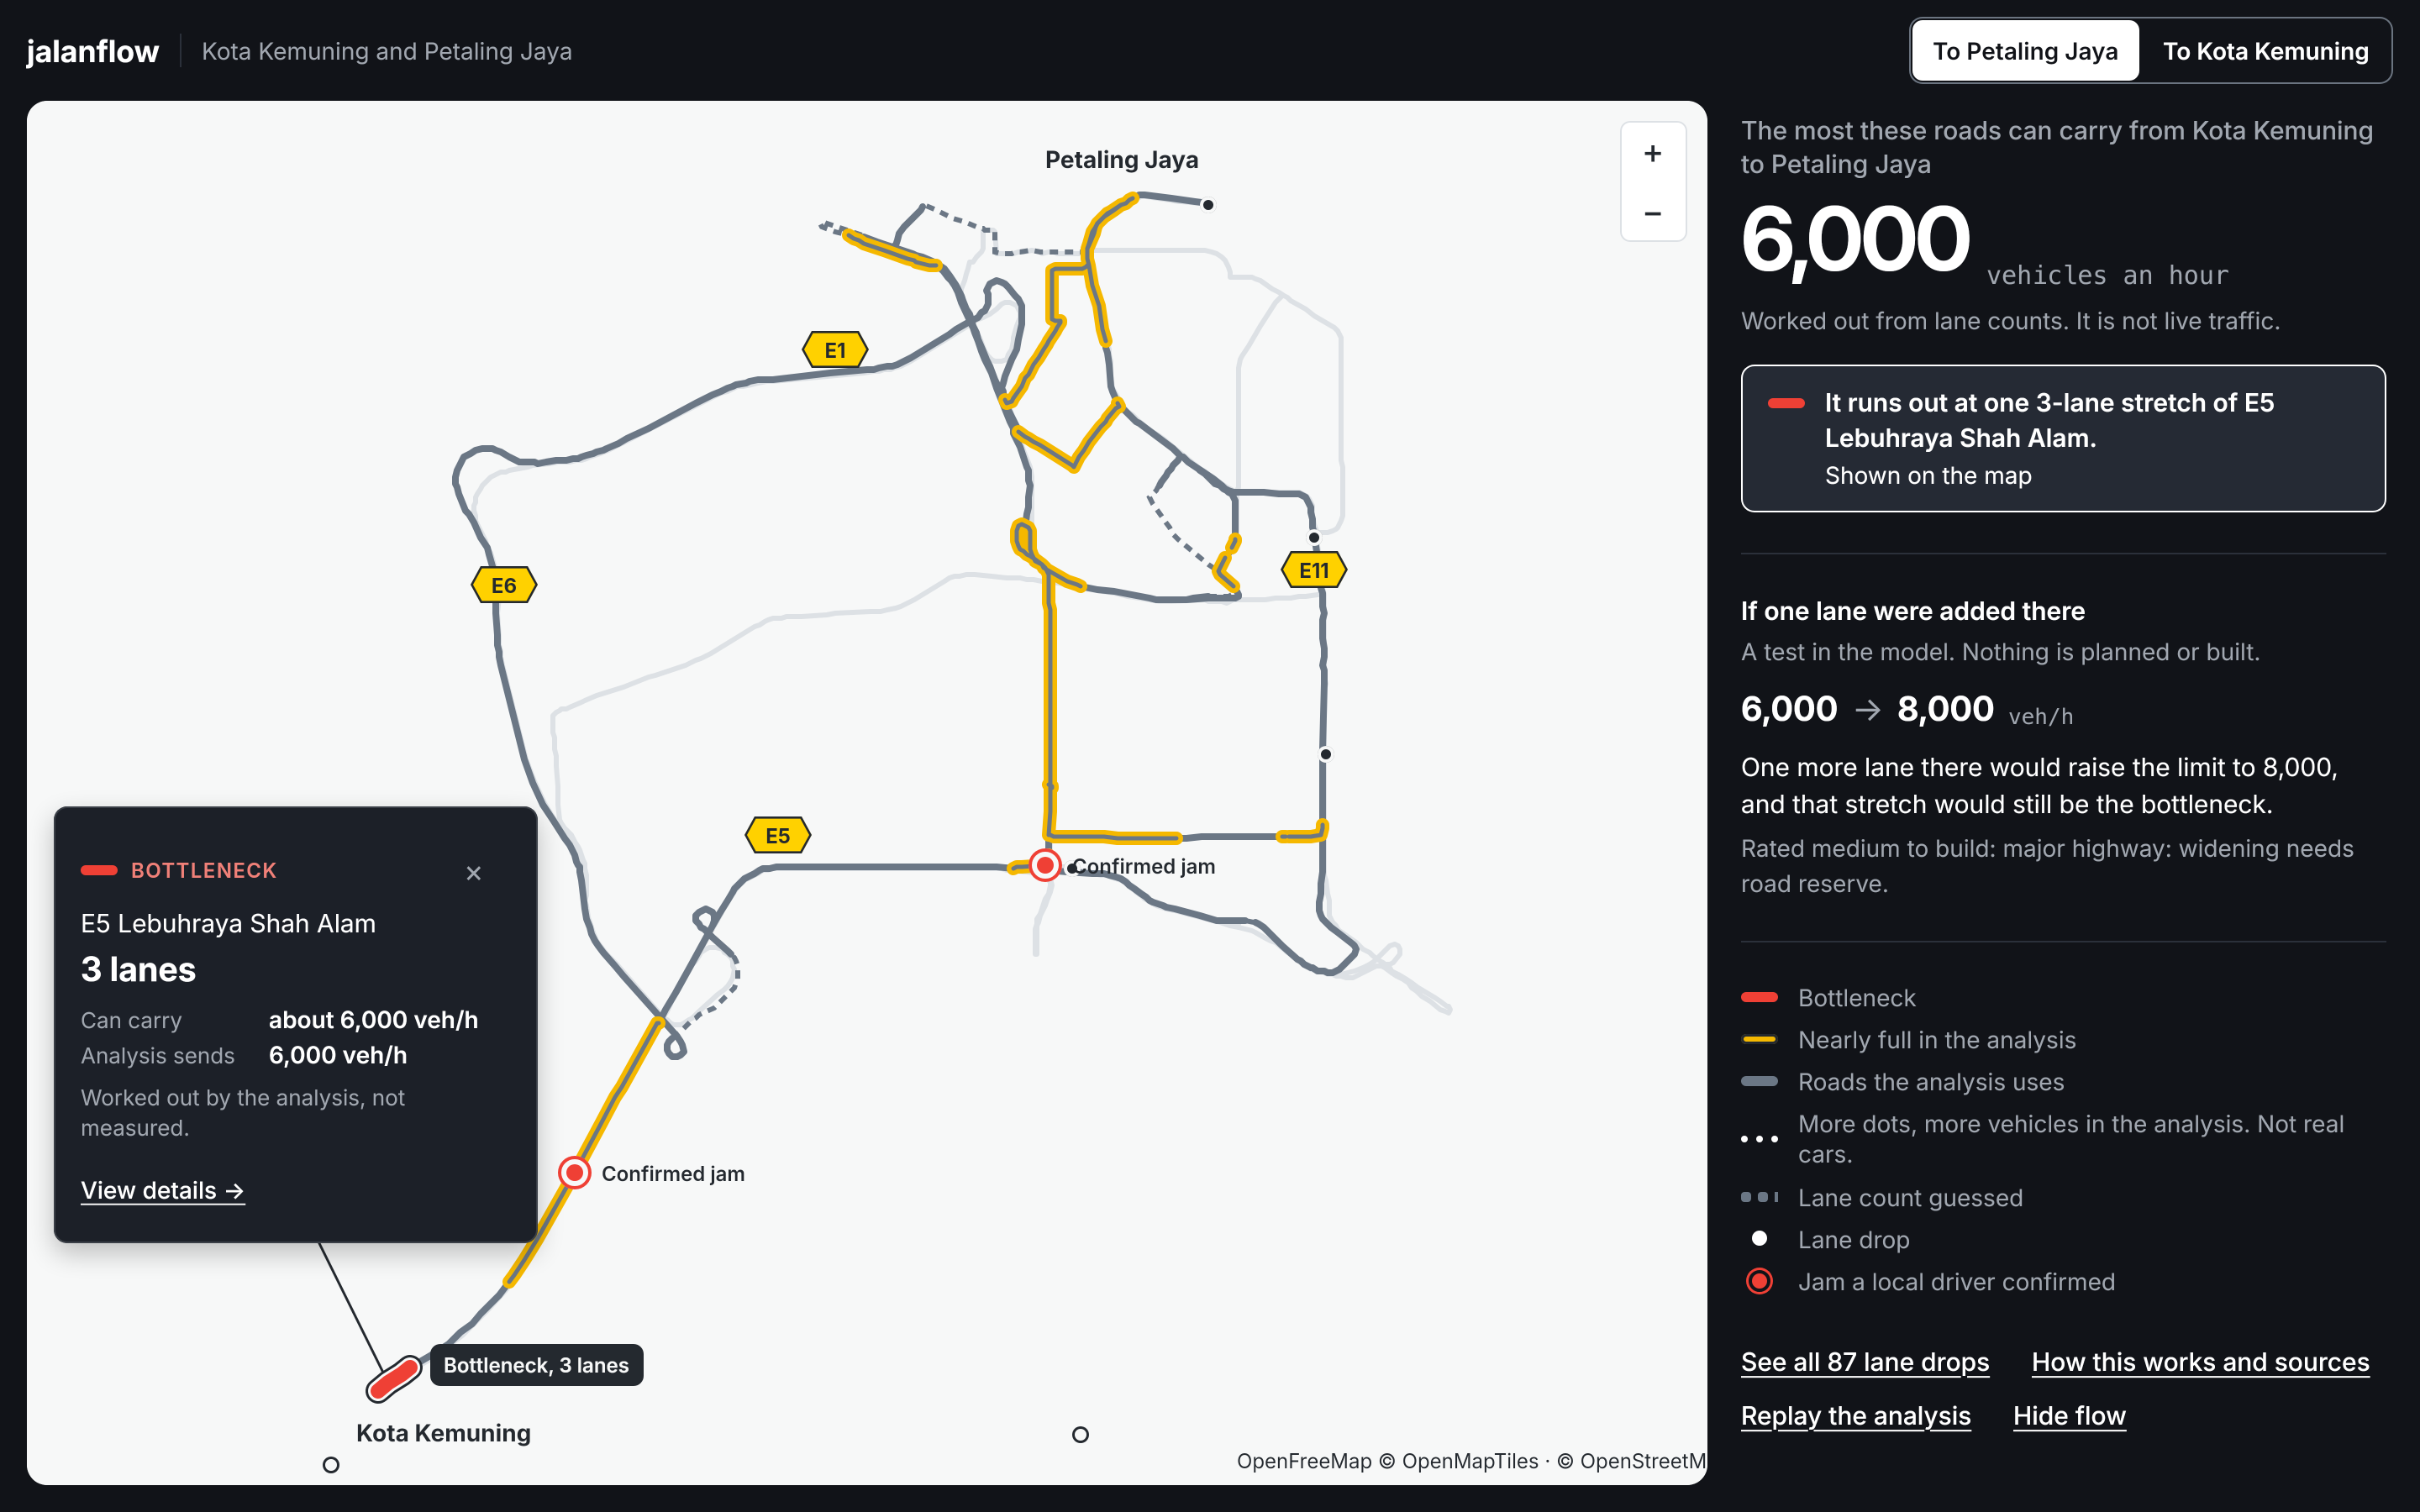 jalanflow
Kota Kemuning and Petaling Jaya
To Petaling Jaya
To Kota Kemuning
Petaling Jaya
+
−
E1
E6
E11
E5
Confirmed jam
BOTTLENECK
×
E5 Lebuhraya Shah Alam
3 lanes
Can carry about 6,000 veh/h
Analysis sends 6,000 veh/h
Worked out by the analysis, not
measured.
View details →
Confirmed jam
Bottleneck, 3 lanes
Kota Kemuning
OpenFreeMap © OpenMapTiles · © OpenStreetM
The most these roads can carry from Kota Kemuning
to Petaling Jaya
6,000 vehicles an hour
Worked out from lane counts. It is not live traffic.
It runs out at one 3-lane stretch of E5
Lebuhraya Shah Alam.
Shown on the map
If one lane were added there
A test in the model. Nothing is planned or built.
6,000 → 8,000 veh/h
One more lane there would raise the limit to 8,000,
and that stretch would still be the bottleneck.
Rated medium to build: major highway: widening needs
road reserve.
Bottleneck
Nearly full in the analysis
Roads the analysis uses
More dots, more vehicles in the analysis. Not real
cars.
Lane count guessed
Lane drop
Jam a local driver confirmed
See all 87 lane drops
How this works and sources
Replay the analysis
Hide flow